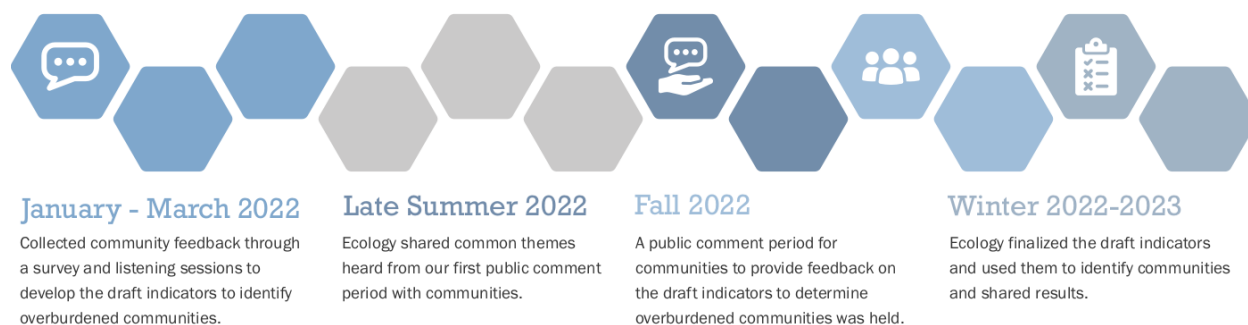 January - March 2022
Collected community feedback through
a survey and listening sessions to
develop the draft indicators to identify
overburdened communities.
Late Summer 2022
Ecology shared common themes
heard from our first public comment
period with communities.
Fall 2022
A public comment period for
communities to provide feedback on
the draft indicators to determine
overburdened communities was held.
Winter 2022-2023
Ecology finalized the draft indicators
and used them to identify communities
and shared results.